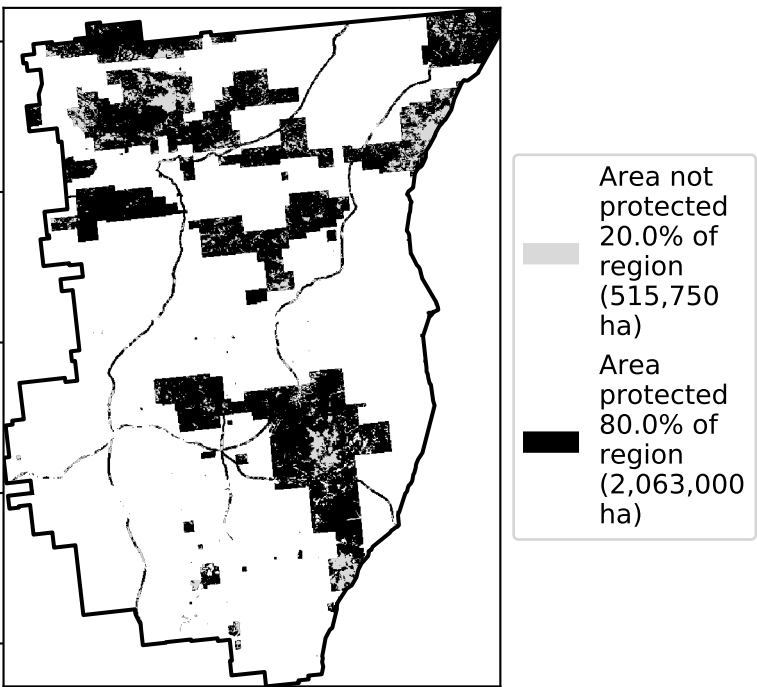 Area not
protected
20.0% of
region
(515,750
ha)
Area
protected
80.0% of
region
(2,063,000
ha)